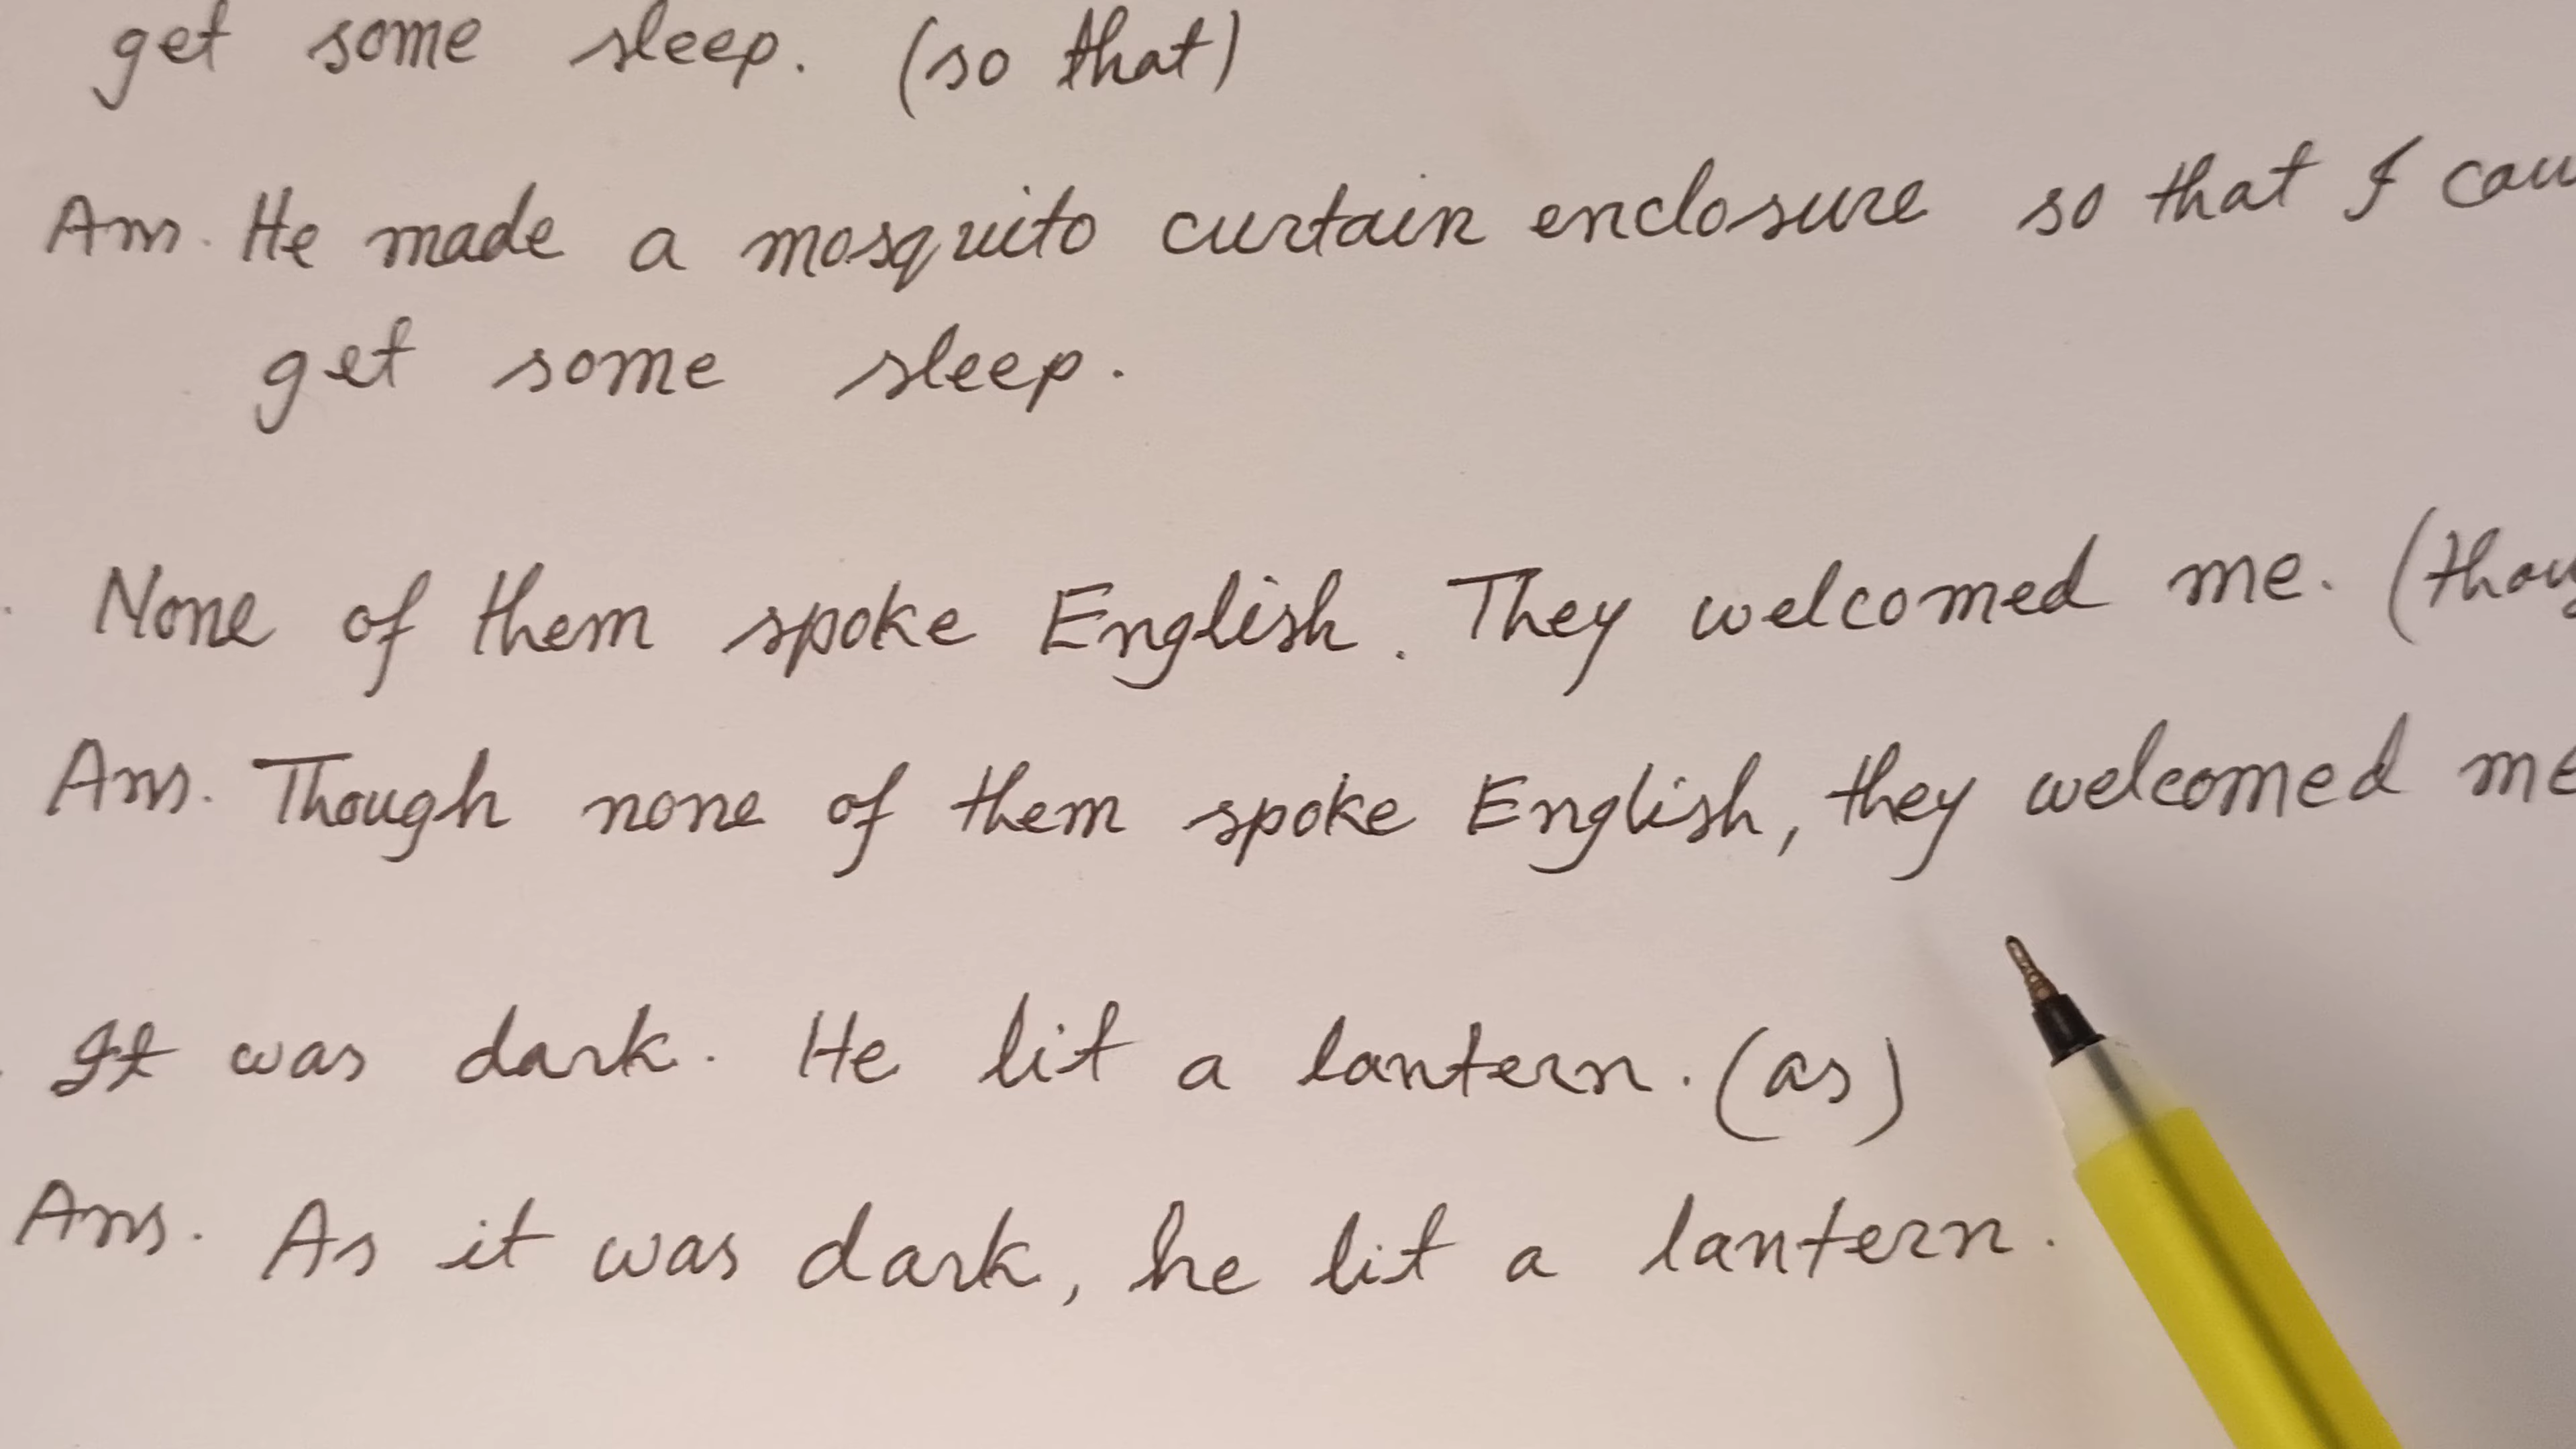 get some sleep. (so that)
Ans. He made a mosquito curtain enclosure so that I
get some sleep.
None of them spoke English. They welcomed me.
Ans. Though none of them spoke English, they welcomed me
It was dark. He lit a lantern. (as)
Ans. As it was dark, he lit a lantern.